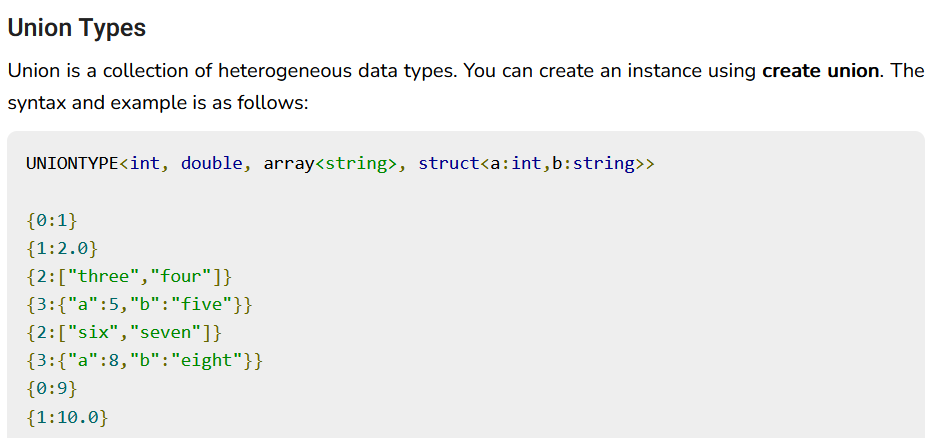 Union Types
Union is a collection of heterogeneous data types. You can create an instance using create union. The
syntax and example is as follows:
UNIONTYPE<int, double, array<string>, struct<a:int,b:string>>
{0:1}
{1:2.0}
{2:["three","four"]}
{3:{"a":5,"b":"five"}}
{2:["six","seven"]}
{3:{"a":8,"b":"eight"}}
{0:9}
{1:10.0}